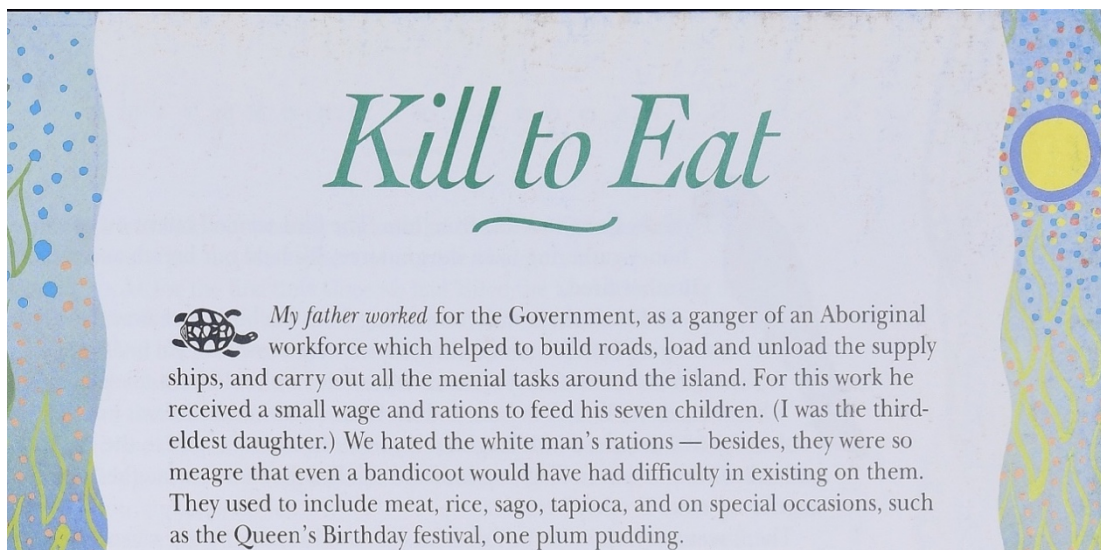 Kill to Eat
My father worked for the Government, as a ganger of an Aboriginal
workforce which helped to build roads, load and unload the supply
ships, and carry out all the menial tasks around the island. For this work he
received a small wage and rations to feed his seven children. (I was the third-
eldest daughter.) We hated the white man’s rations — besides, they were so
meagre that even a bandicoot would have had difficulty in existing on them.
They used to include meat, rice, sago, tapioca, and on special occasions, such
as the Queen’s Birthday festival, one plum pudding.